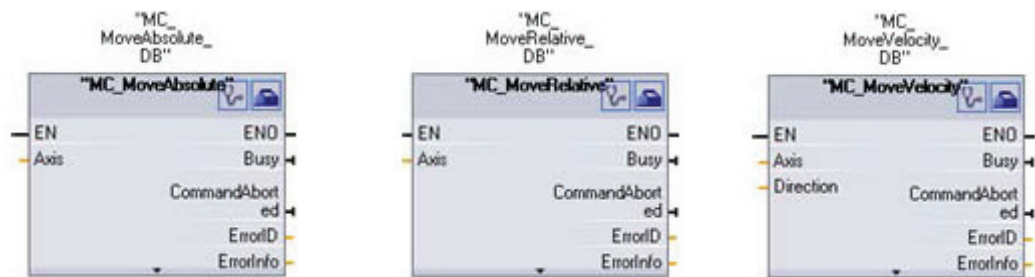 "MC_
MoveAbsolute_
DB"
"MC_MoveAbsolute"
EN ENO
Axis Busy
CommandAbort
ed
ErrorID
ErrorInfo
"MC_
MoveRelative_
DB"
"MC_MoveRelative"
EN ENO
Axis Busy
CommandAbort
ed
ErrorID
ErrorInfo
"MC_
MoveVelocity_
DB"
"MC_MoveVelocity"
EN ENO
Axis Busy
Direction
CommandAbort
ed
ErrorID
ErrorInfo